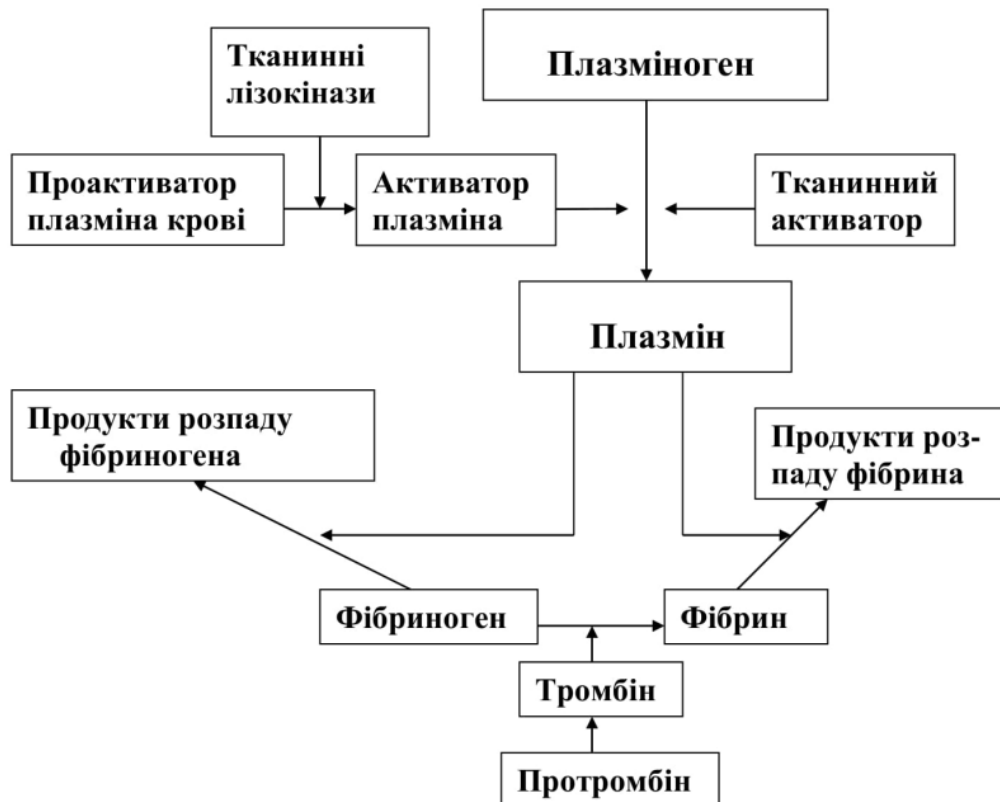 Тканинні
лізокінази
Плазміноген
Проактиватор
плазміна крові
Активатор
плазміна
Тканинний
активатор
Плазмін
Продукти розпаду
фібриногена
Продукти роз-
паду фібрина
Фібриноген
Фібрин
Тромбін
Протромбін